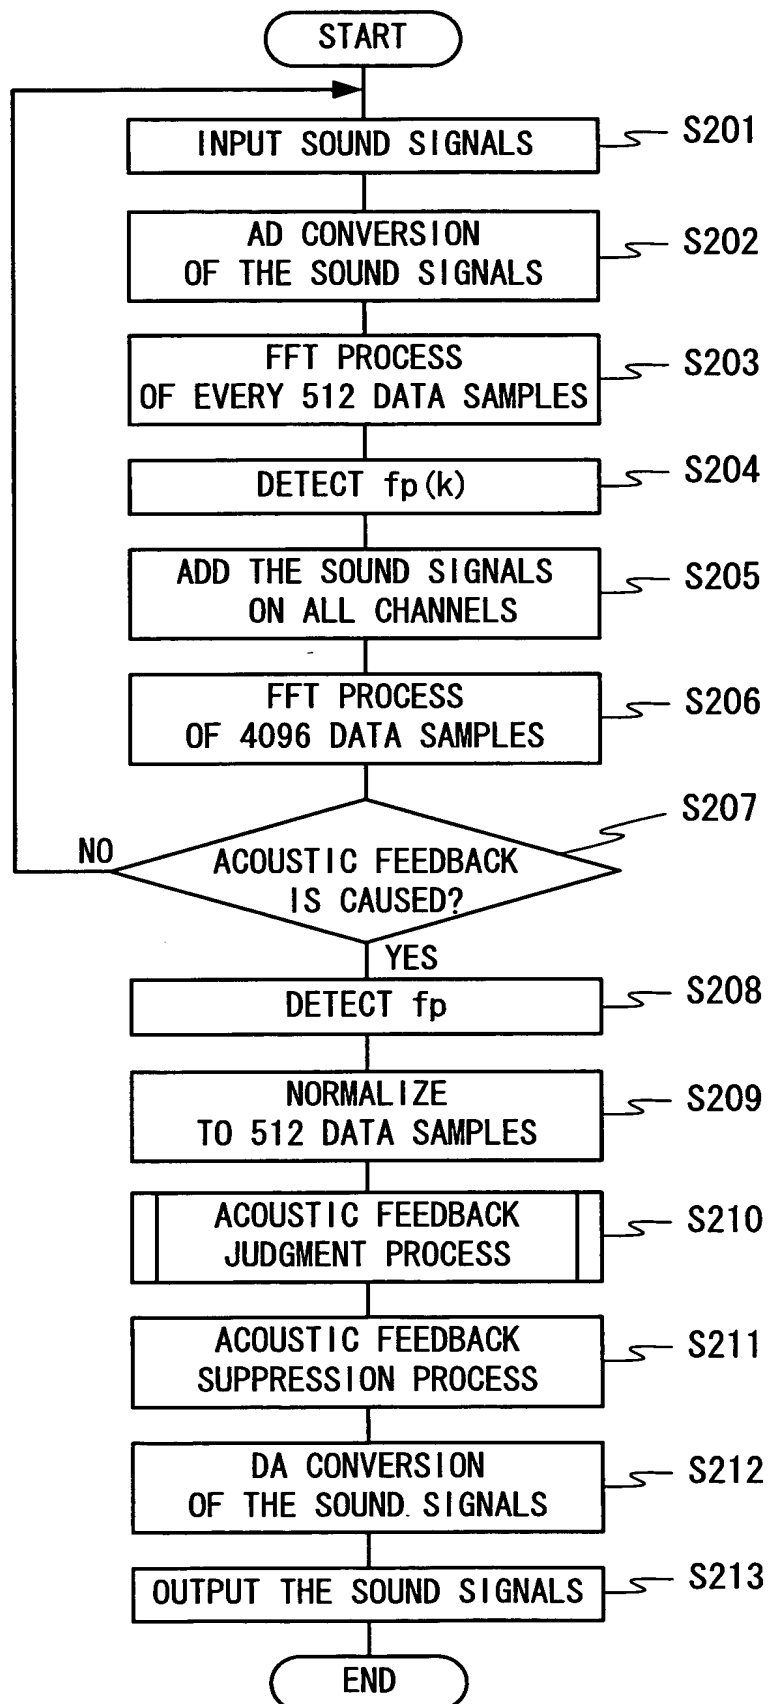 START
INPUT SOUND SIGNALS
S201
AD CONVERSION
OF THE SOUND SIGNALS
S202
FFT PROCESS
OF EVERY 512 DATA SAMPLES
S203
DETECT fp(k)
S204
ADD THE SOUND SIGNALS
ON ALL CHANNELS
S205
FFT PROCESS
OF 4096 DATA SAMPLES
S206
S207
NO
ACOUSTIC FEEDBACK
IS CAUSED?
YES
DETECT fp
S208
NORMALIZE
TO 512 DATA SAMPLES
S209
ACOUSTIC FEEDBACK
JUDGMENT PROCESS
S210
ACOUSTIC FEEDBACK
SUPPRESSION PROCESS
S211
DA CONVERSION
OF THE SOUND SIGNALS
S212
OUTPUT THE SOUND SIGNALS
S213
END